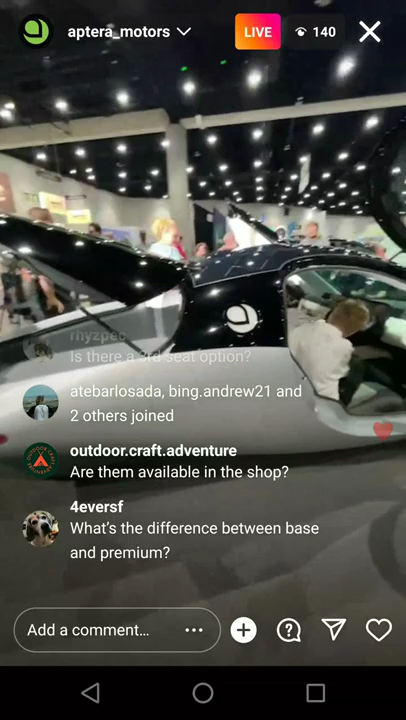 aptera_motors
LIVE
140
rhyzpec
Is there a 3rd seat option?
atebarlosada, bing.andrew21 and
2 others joined
outdoor.craft.adventure
Are them available in the shop?
4eversf
What's the difference between base
and premium?
Add a comment...